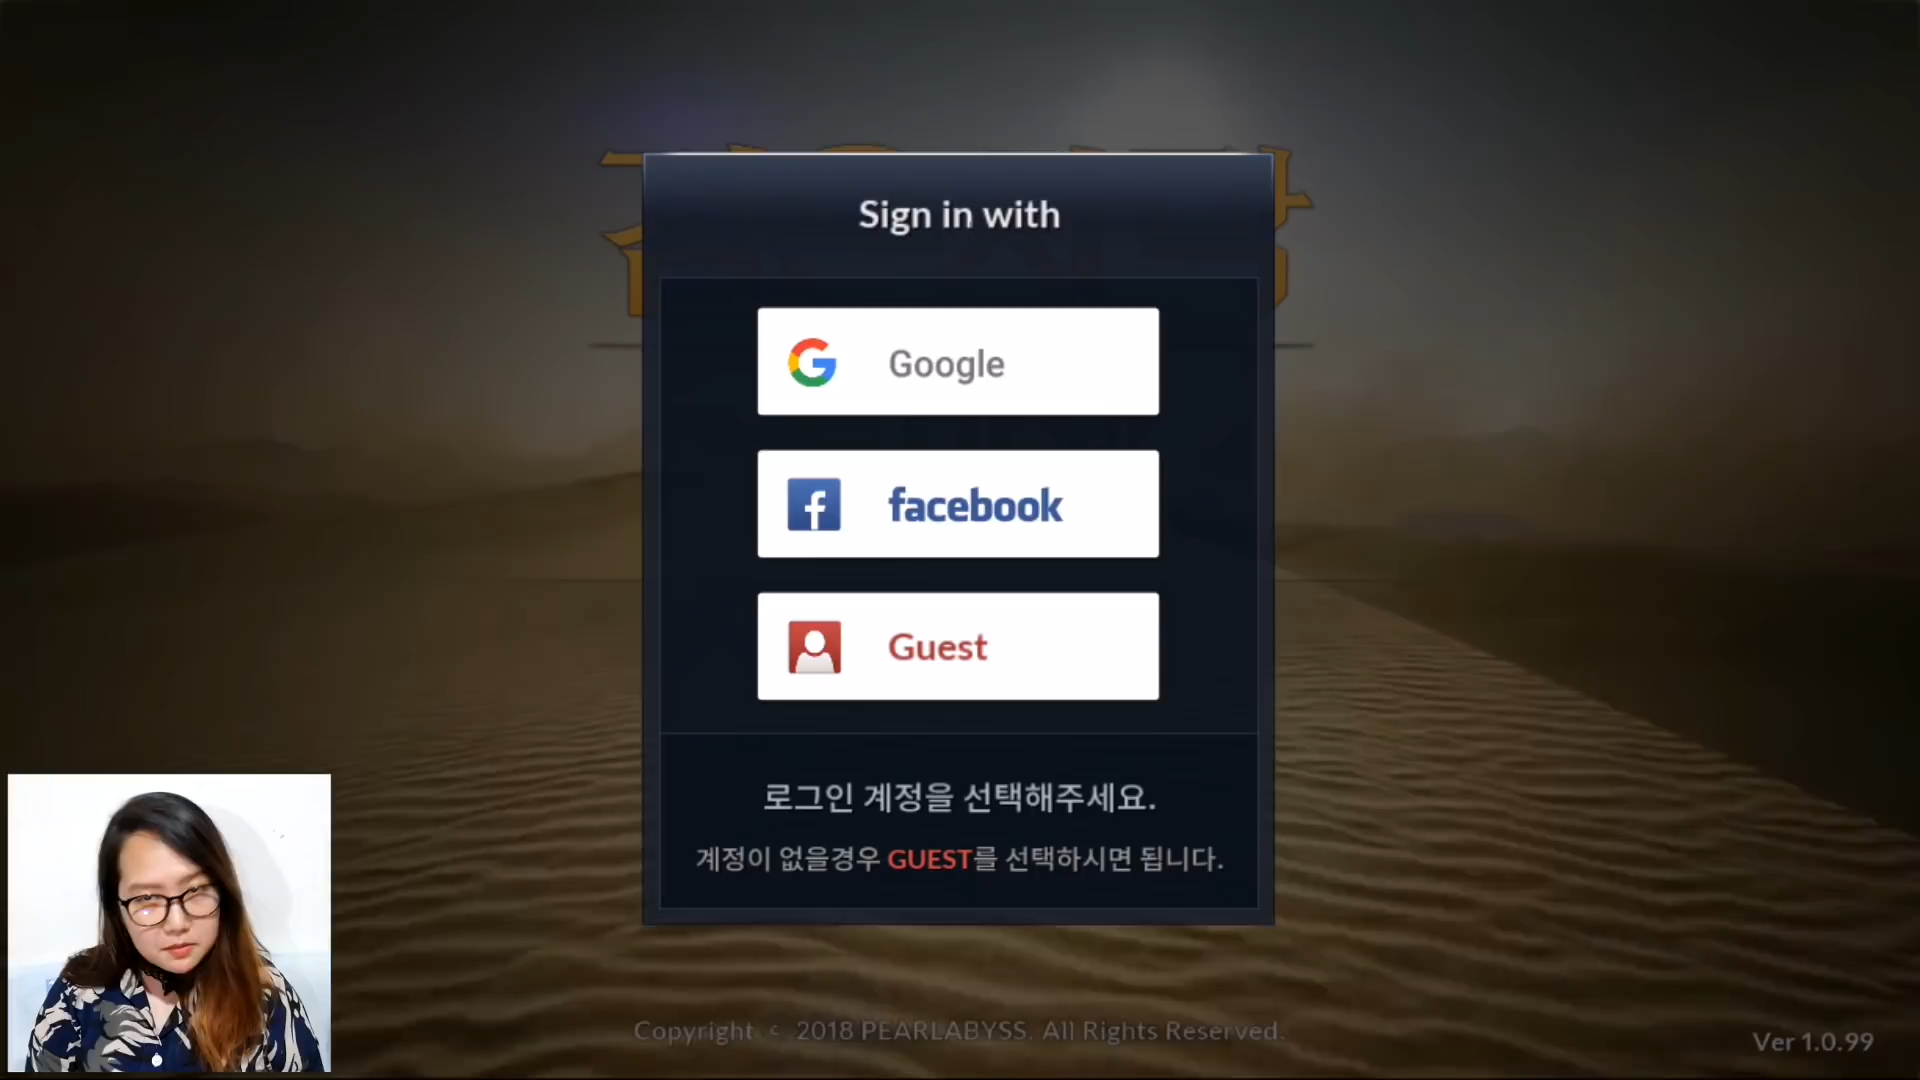 Sign in with
Google
facebook
Guest
로그인 계정을 선택해주세요.
계정이 없을경우 GUEST를 선택하시면 됩니다.
Copyright c 2018 PEARLABYSS. All Rights Reserved.
Ver 1.0.99